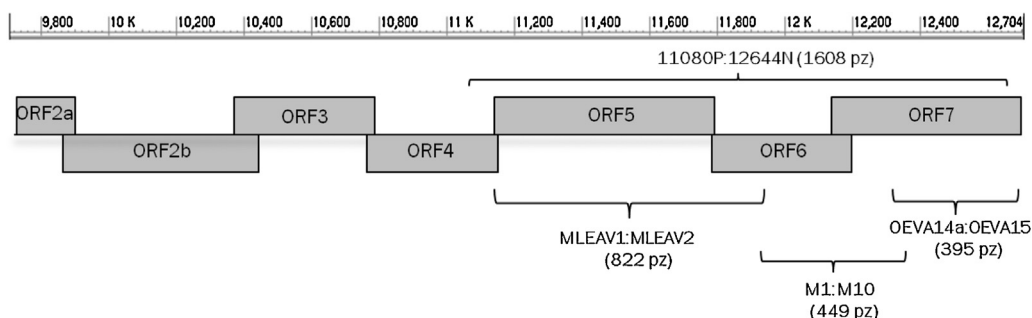 9,800 10 K 10,200 10,400 10,600 10,800 11 K 11,200 11,400 11,600 11,800 12 K 12,200 12,400 12,704
11080P:12644N (1608 pz)
ORF2a ORF3 ORF5 ORF7
ORF2b ORF4 ORF6
MLEAV1:MLEAV2
(822 pz)
OEVA14a:OEVA15
(395 pz)
M1:M10
(449 pz)